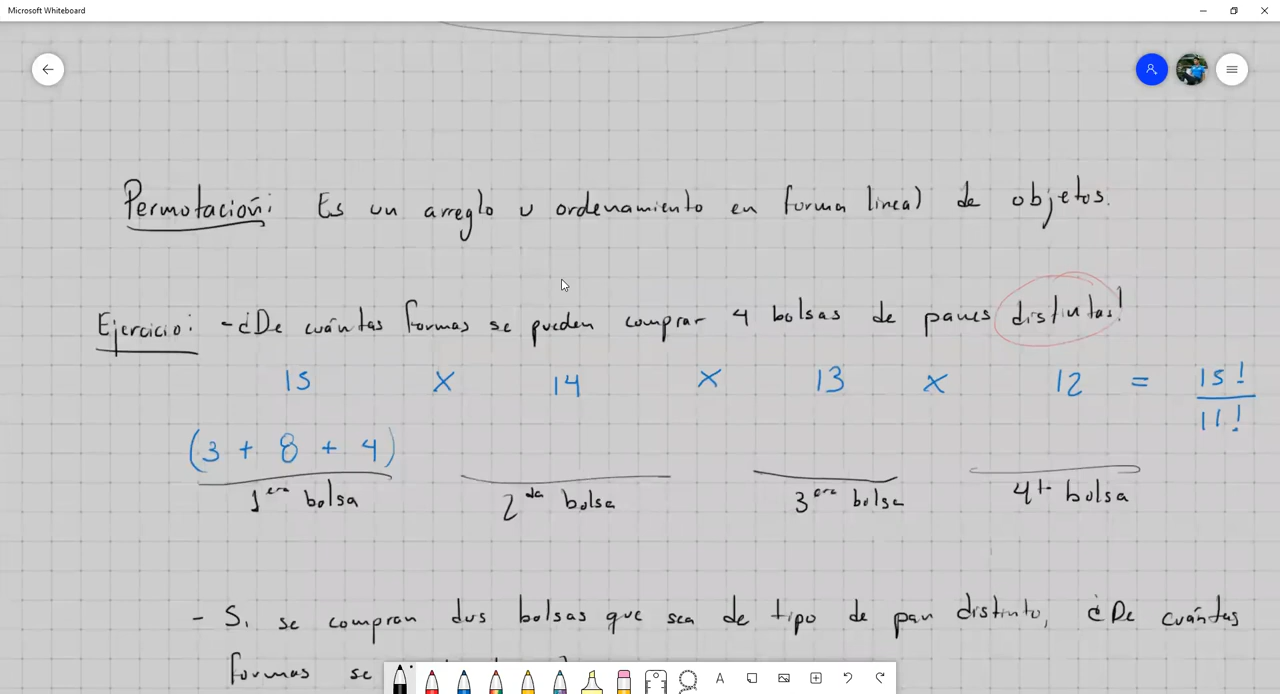 Microsoft Whiteboard
Permutación: Es un arreglo u ordenamiento en forma lineal de objetos.
Ejercicio: - ¿De cuántas formas se pueden comprar 4 bolsas de panes distintas?
15 x 14 x 13 x 12 = 15! / 11!
(3 + 8 + 4)
1era bolsa 2da bolsa 3era bolsa 4ta bolsa
- Si se compran dos bolsas que sea de tipo de pan distinto, ¿De cuántas
formas se